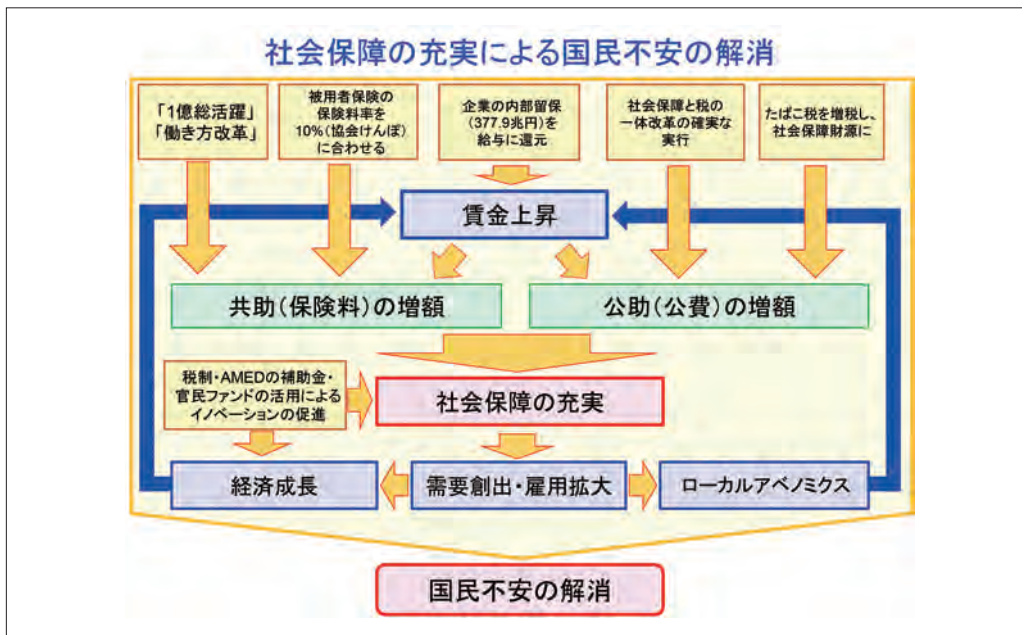 社会保障の充実による国民不安の解消
「1億総活躍」
「働き方改革」
被用者保険の
保険料率を
10%(協会けんぽ)
に合わせる
企業の内部留保
(377.9兆円)を
給与に還元
社会保障と税の
一体改革の確実な
実行
たばこ税を増税し、
社会保障財源に
賃金上昇
共助(保険料)の増額
公助(公費)の増額
税制・AMEDの補助金・
官民ファンドの活用による
イノベーションの促進
社会保障の充実
経済成長
需要創出・雇用拡大
ローカルアベノミクス
国民不安の解消